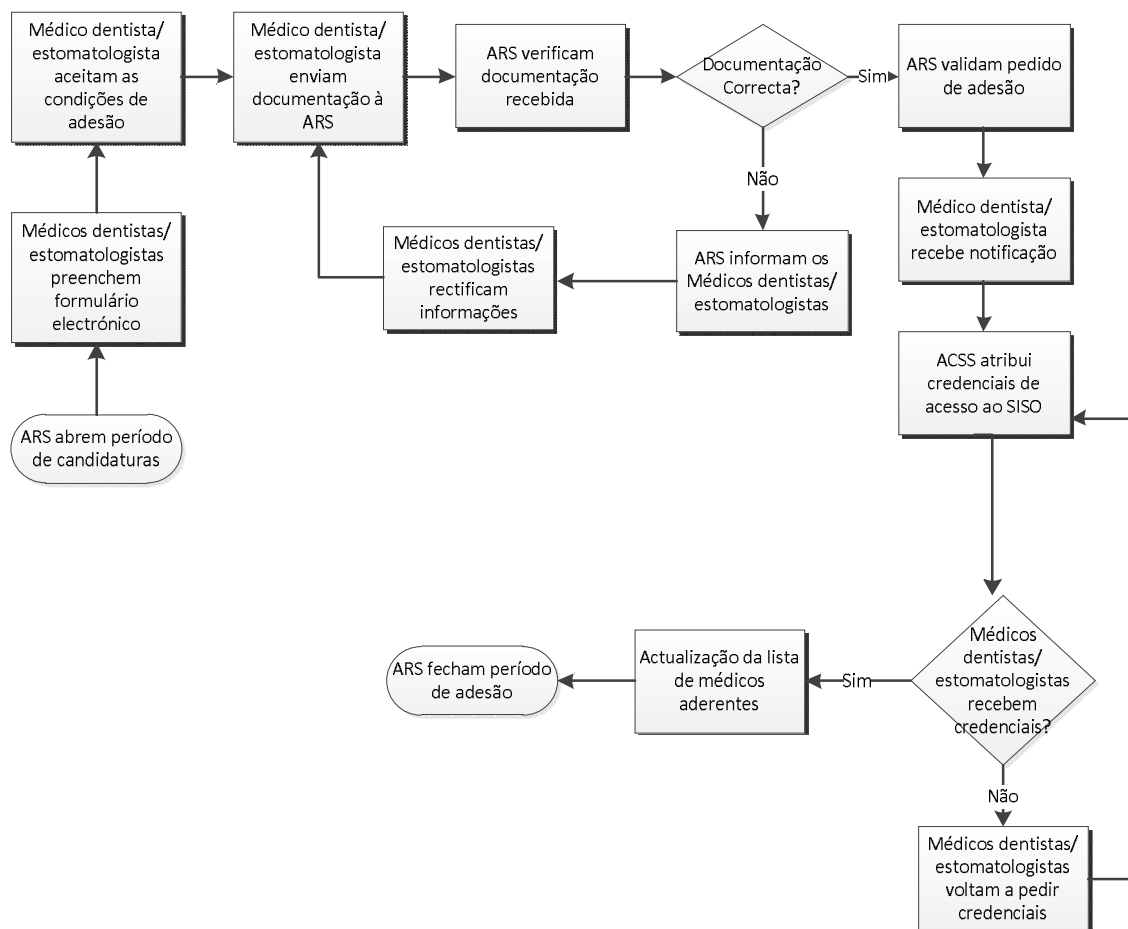 Médico dentista/
estomatologista
aceitam as
condições de
adesão
Médico dentista/
estomatologista
enviam
documentação à
ARS
ARS verificam
documentação
recebida
Documentação
Correcta?
Sim
ARS validam pedido
de adesão
Não
Médico dentista/
estomatologista
recebe notificação
Médicos dentistas/
estomatologistas
preenchem
formulário
electrónico
Médicos dentistas/
estomatologistas
rectificam
informações
ARS informam os
Médicos dentistas/
estomatologistas
ACSS atribui
credenciais de
acesso ao SISO
ARS abrem período
de candidaturas
Médicos
dentistas/
estomatologistas
recebem
credenciais?
Sim
Actualização da lista
de médicos
aderentes
ARS fecham período
de adesão
Não
Médicos dentistas/
estomatologistas
voltam a pedir
credenciais